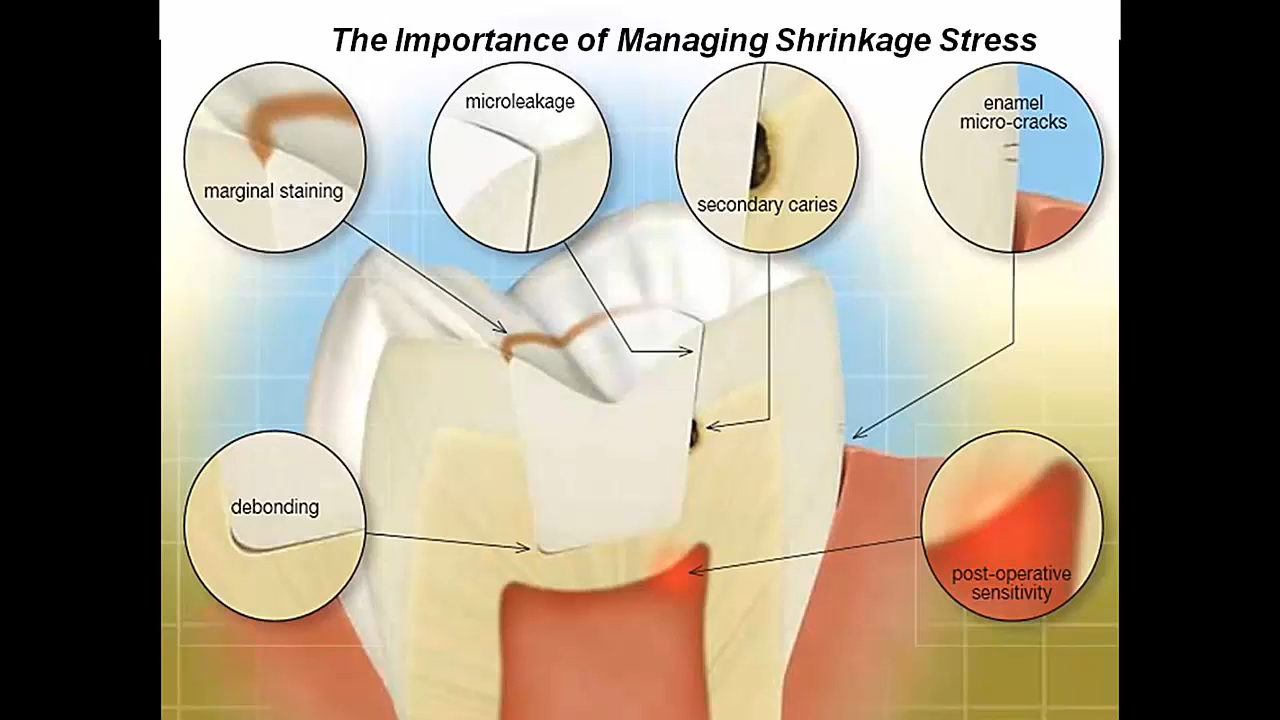 The Importance of Managing Shrinkage Stress
marginal staining
microleakage
secondary caries
enamel
micro-cracks
debonding
post-operative
sensitivity